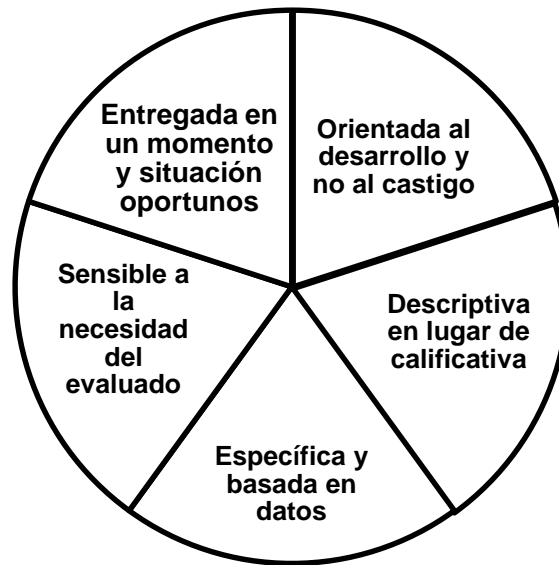 Entregada en
un momento
y situación
oportunos
Orientada al
desarrollo y
no al castigo
Sensible a
la
necesidad
del
evaluado
Descriptiva
en lugar de
calificativa
Específica y
basada en
datos